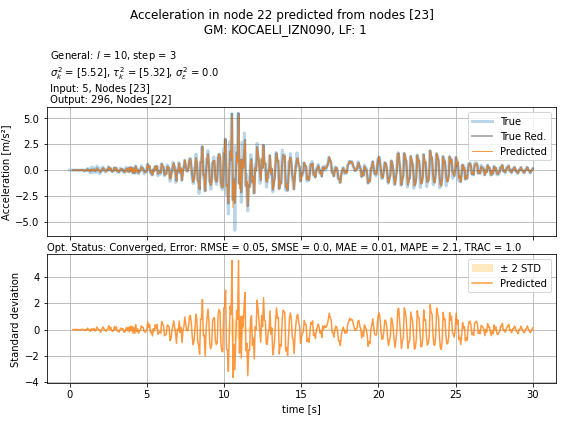 Acceleration in node 22 predicted from nodes [23]
GM: KOCAELI_IZN090, LF: 1
General: l = 10, step = 3
σ²ₖ = [5.52], τ²ₖ = [5.32], σ²ε = 0.0
Input: 5, Nodes [23]
Output: 296, Nodes [22]
Acceleration [m/s²]
5.0
2.5
0.0
−2.5
−5.0
True
True Red.
Predicted
Opt. Status: Converged, Error: RMSE = 0.05, SMSE = 0.0, MAE = 0.01, MAPE = 2.1, TRAC = 1.0
Standard deviation
4
2
0
−2
−4
± 2 STD
Predicted
0 5 10 15 20 25 30
time [s]